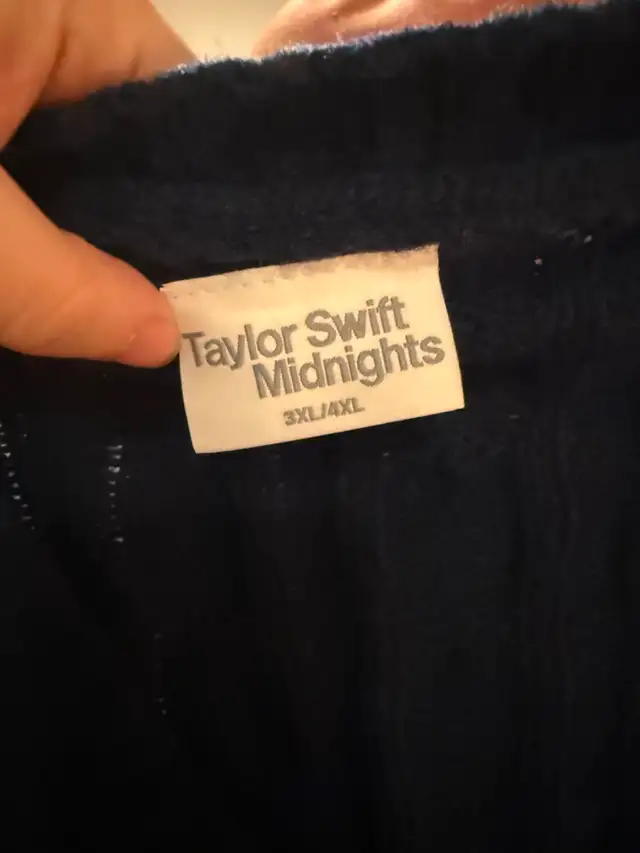 Taylor Swift
Midnights
3XL/4XL